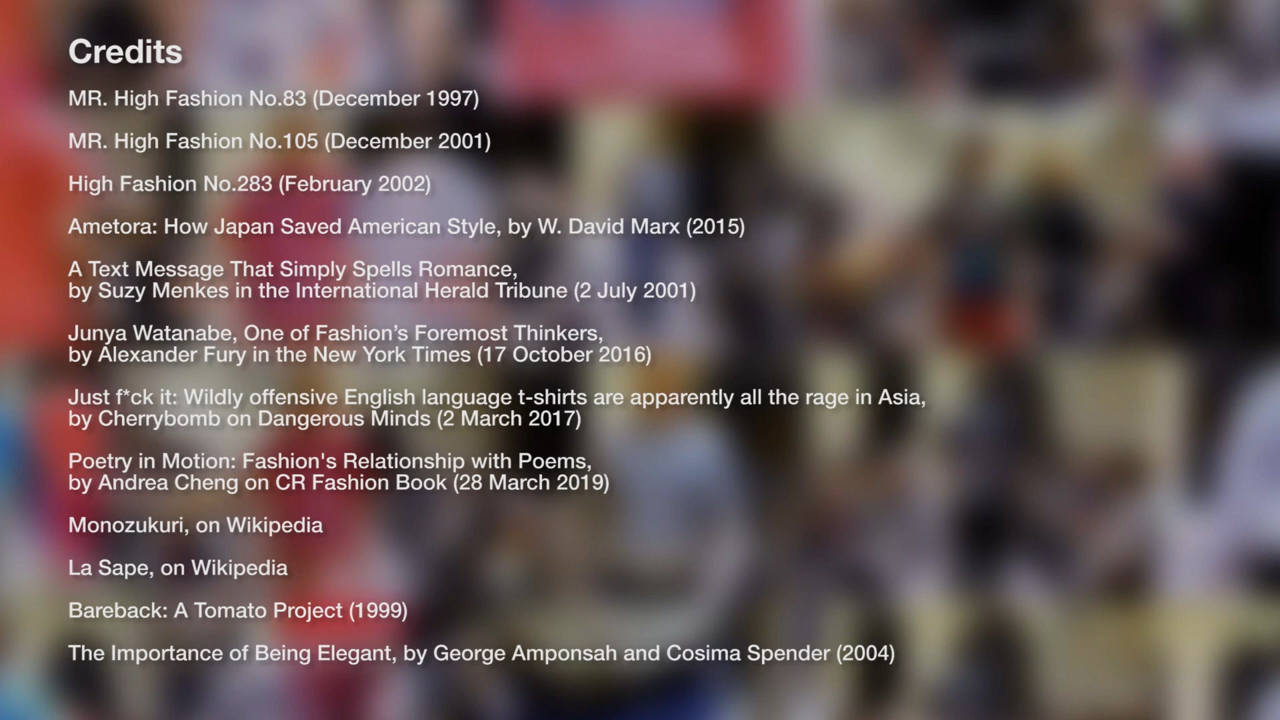 Credits
MR. High Fashion No.83 (December 1997)
MR. High Fashion No.105 (December 2001)
High Fashion No.283 (February 2002)
Ametora: How Japan Saved American Style, by W. David Marx (2015)
A Text Message That Simply Spells Romance,
by Suzy Menkes in the International Herald Tribune (2 July 2001)
Junya Watanabe, One of Fashion’s Foremost Thinkers,
by Alexander Fury in the New York Times (17 October 2016)
Just f*ck it: Wildly offensive English language t-shirts are apparently all the rage in Asia,
by Cherrybomb on Dangerous Minds (2 March 2017)
Poetry in Motion: Fashion's Relationship with Poems,
by Andrea Cheng on CR Fashion Book (28 March 2019)
Monozukuri, on Wikipedia
La Sape, on Wikipedia
Bareback: A Tomato Project (1999)
The Importance of Being Elegant, by George Amponsah and Cosima Spender (2004)